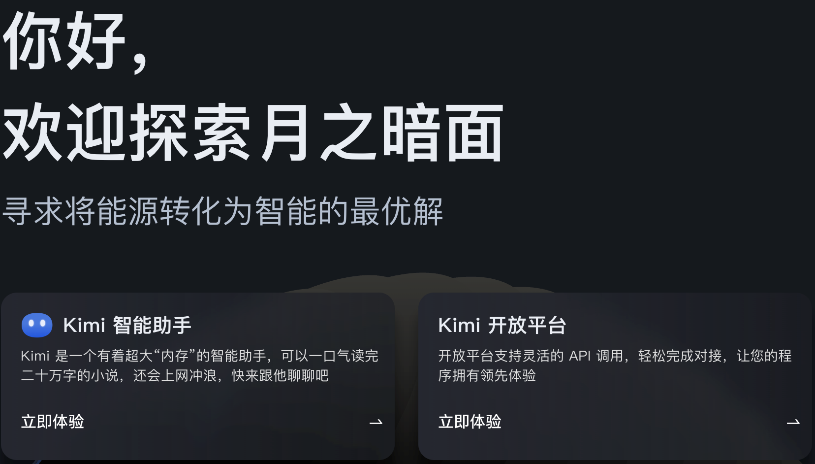 你好，
欢迎探索月之暗面
寻求将能源转化为智能的最优解
Kimi 智能助手
Kimi 是一个有着超大“内存”的智能助手，可以一口气读完
二十万字的小说，还会上网冲浪，快来跟他聊聊吧
立即体验
Kimi 开放平台
开放平台支持灵活的 API 调用，轻松完成对接，让您的程
序拥有领先体验
立即体验